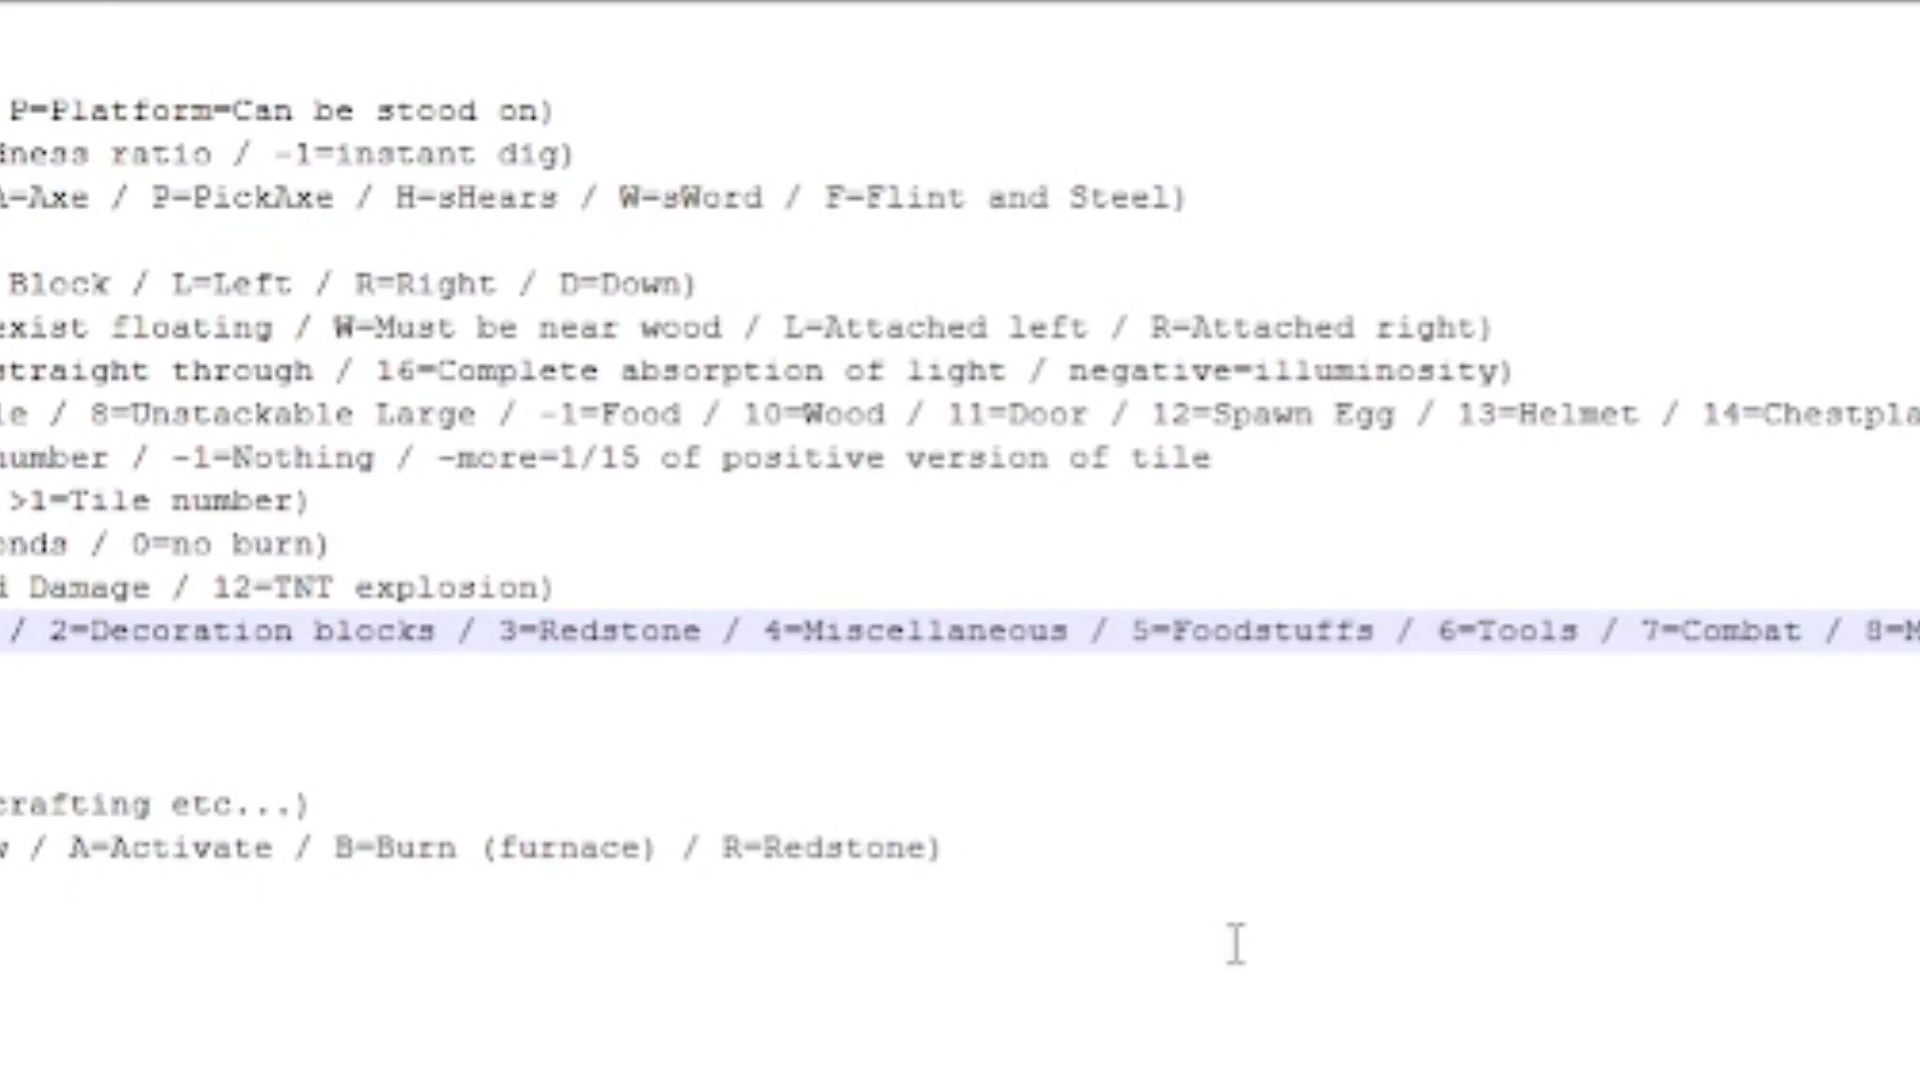 P=Platform=Can be stood on)
dness ratio / -1=instant dig)
A=Axe / P=PickAxe / H=sHears / W=sWord / F=Flint and Steel)
Block / L=Left / R=Right / D=Down)
exist floating / W=Must be near wood / L=Attached left / R=Attached right)
straight through / 16=Complete absorption of light / negative=illuminosity)
le / 8=Unstackable Large / -1=Food / 10=Wood / 11=Door / 12=Spawn Egg / 13=Helmet / 14=Chestpla
number / -1=Nothing / -more=1/15 of positive version of tile
>1=Tile number)
onds / 0=no burn)
d Damage / 12=TNT explosion)
/ 2=Decoration blocks / 3=Redstone / 4=Miscellaneous / 5=Foodstuffs / 6=Tools / 7=Combat / 8=M
crafting etc...)
w / A=Activate / B=Burn (furnace) / R=Redstone)